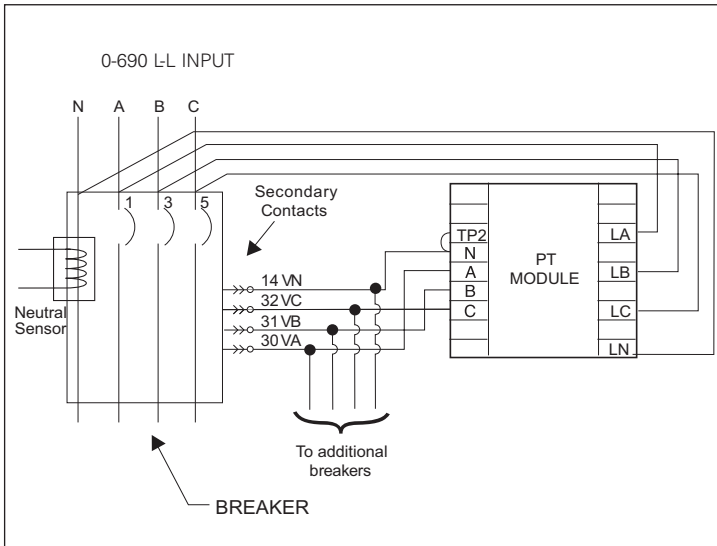 0-690 L-L INPUT
N A B C
1 3 5
Secondary
Contacts
Neutral
Sensor
14 VN
32 VC
31 VB
30 VA
To additional
breakers
BREAKER
TP2
N
A
B
C
PT
MODULE
LA
LB
LC
LN